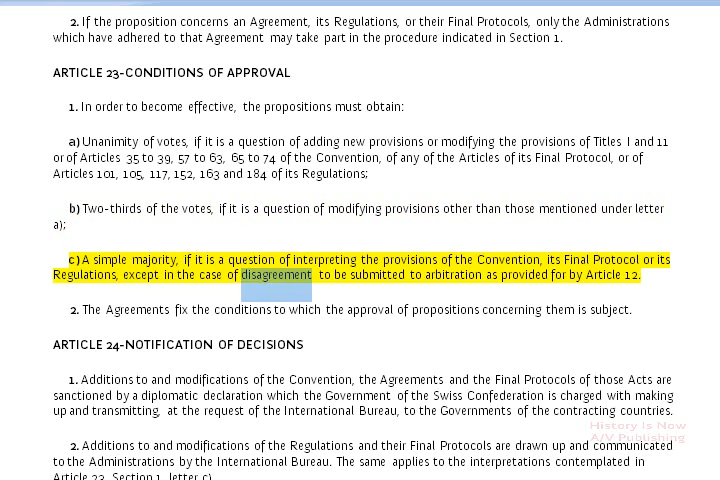 2. If the proposition concerns an Agreement, its Regulations, or their Final Protocols, only the Administrations
which have adhered to that Agreement may take part in the procedure indicated in Section 1.
ARTICLE 23-CONDITIONS OF APPROVAL
1. In order to become effective, the propositions must obtain:
a) Unanimity of votes, if it is a question of adding new provisions or modifying the provisions of Titles I and 11
or of Articles 35 to 39, 57 to 63, 65 to 74 of the Convention, of any of the Articles of its Final Protocol, or of
Articles 101, 105, 117, 152, 163 and 184 of its Regulations;
b) Two-thirds of the votes, if it is a question of modifying provisions other than those mentioned under letter
a);
c) A simple majority, if it is a question of interpreting the provisions of the Convention, its Final Protocol or its
Regulations, except in the case of disagreement to be submitted to arbitration as provided for by Article 12.
2. The Agreements fix the conditions to which the approval of propositions concerning them is subject.
ARTICLE 24-NOTIFICATION OF DECISIONS
1. Additions to and modifications of the Convention, the Agreements and the Final Protocols of those Acts are
sanctioned by a diplomatic declaration which the Government of the Swiss Confederation is charged with making
up and transmitting, at the request of the International Bureau, to the Governments of the contracting countries.
History Is Now
A/V Publishing
2. Additions to and modifications of the Regulations and their Final Protocols are drawn up and communicated
to the Administrations by the International Bureau. The same applies to the interpretations contemplated in
Article 23, Section 1, letter c).